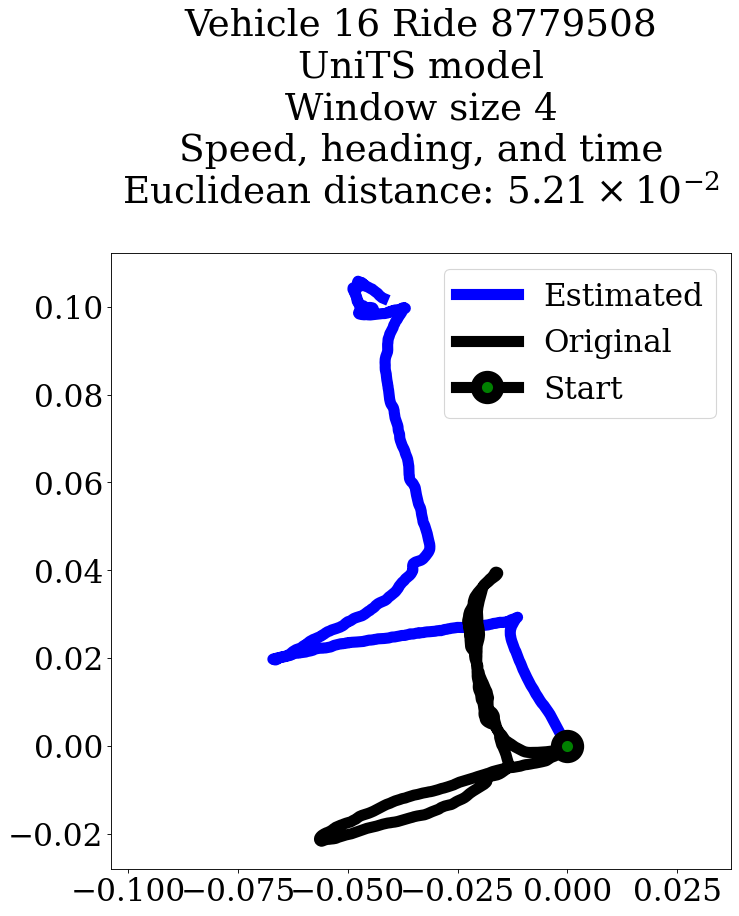 Vehicle 16 Ride 8779508
UniTS model
Window size 4
Speed, heading, and time
Euclidean distance: 5.21 × 10⁻²
Estimated
Original
Start
0.10
0.08
0.06
0.04
0.02
0.00
−0.02
−0.100 −0.075 −0.050 −0.025 0.000 0.025